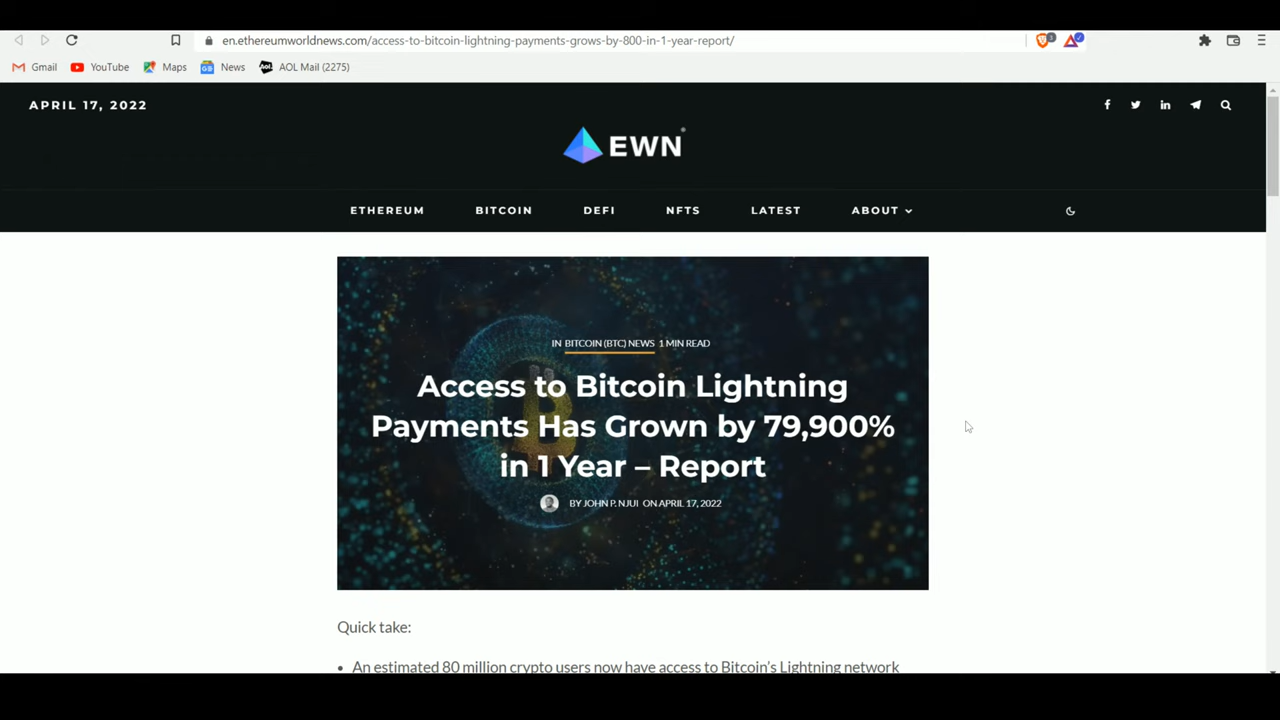 en.ethereumworldnews.com/access-to-bitcoin-lightning-payments-grows-by-800-in-1-year-report/
3
Gmail YouTube Maps News AOL Mail (2275)
APRIL 17, 2022
EWN
ETHEREUM BITCOIN DEFI NFTS LATEST ABOUT
IN BITCOIN (BTC) NEWS 1 MIN READ
Access to Bitcoin Lightning
Payments Has Grown by 79,900%
in 1 Year – Report
BY JOHN P. NJUI ON APRIL 17, 2022
Quick take:
• An estimated 80 million crypto users now have access to Bitcoin's Lightning network